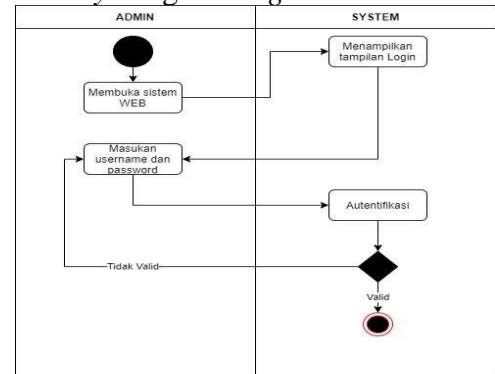 ADMIN
SYSTEM
Menampilkan
tampilan Login
Membuka sistem
WEB
Masukan
username dan
password
Autentifikasi
Tidak Valid
Valid